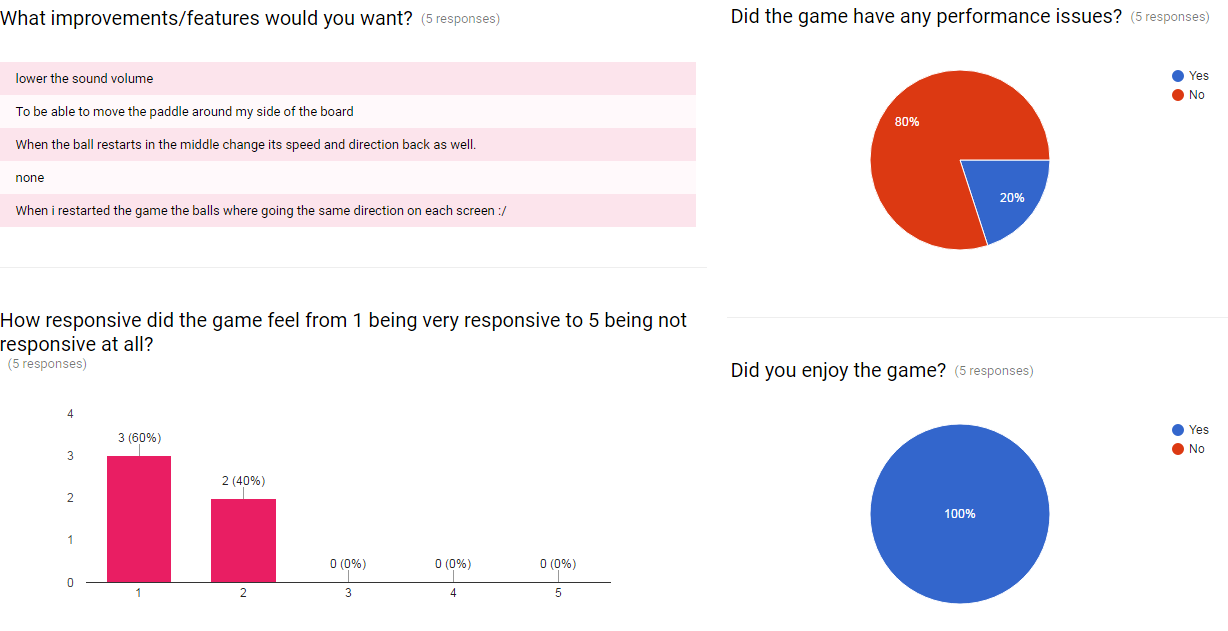 What improvements/features would you want? (5 responses)
lower the sound volume
To be able to move the paddle around my side of the board
When the ball restarts in the middle change its speed and direction back as well.
none
When i restarted the game the balls where going the same direction on each screen :/
How responsive did the game feel from 1 being very responsive to 5 being not
responsive at all?
(5 responses)
4
3
2
1
0
3 (60%)
2 (40%)
0 (0%)
0 (0%)
0 (0%)
1
2
3
4
5
Did the game have any performance issues? (5 responses)
Yes
No
80%
20%
Did you enjoy the game? (5 responses)
Yes
No
100%